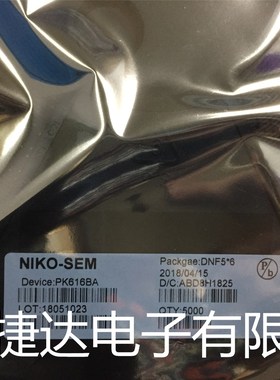 NIKO-SEM
Packgae:DNF5*6
2018/04/15
Device:PK616BA
D/C:ABD8H1825
LOT:18051023
QTY:5000
P/b
捷达电子有限